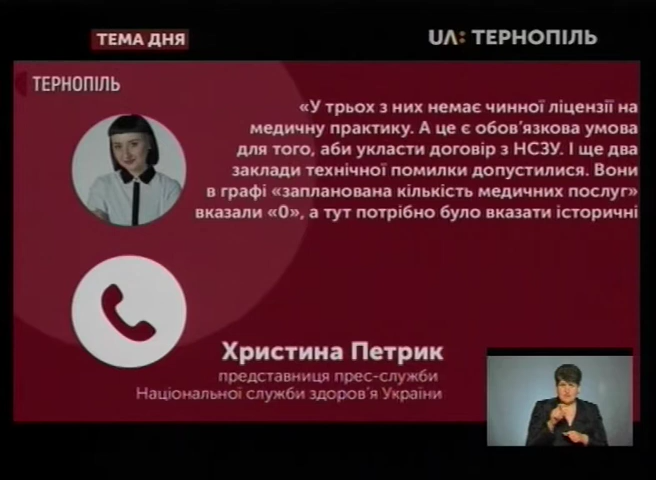 ТЕМА ДНЯ
UA: ТЕРНОПІЛЬ
ТЕРНОПІЛЬ
«У трьох з них немає чинної ліцензії на
медичну практику. А це є обов’язкова умова
для того, аби укласти договір з НСЗУ. І ще два
заклади технічної помилки допустилися. Вони
в графі «запланована кількість медичних послуг»
вказали «0», а тут потрібно було вказати історичні
Христина Петрик
представниця прес-служби
Національної служби здоров’я України